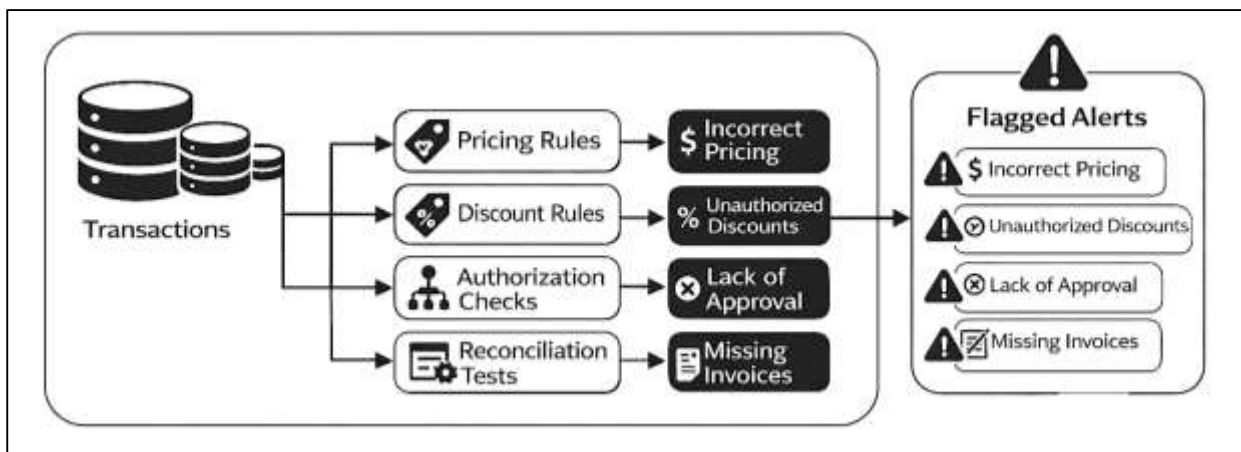 Transactions
Pricing Rules
$ Incorrect
Pricing
Discount Rules
% Unauthorized
Discounts
Authorization
Checks
Lack of
Approval
Reconciliation
Tests
Missing
Invoices
Flagged Alerts
$ Incorrect Pricing
Unauthorized Discounts
Lack of Approval
Missing Invoices